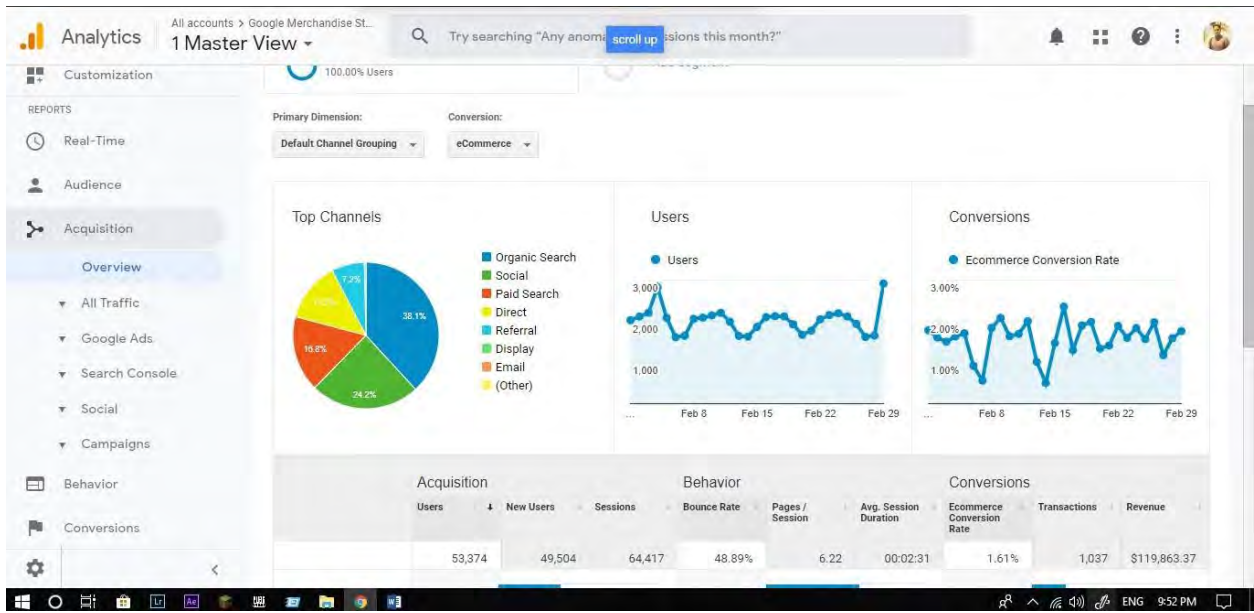 All accounts > Google Merchandise St...
Analytics
1 Master View
Try searching "Any anom
scroll up
sions this month?"
Customization
100.00% Users
REPORTS
Primary Dimension:
Conversion:
Real-Time
Default Channel Grouping
eCommerce
Audience
Acquisition
Overview
All Traffic
Google Ads
Search Console
Social
Campaigns
Behavior
Conversions
Top Channels
38.1%
24.2%
16.8%
7.2%
Organic Search
Social
Paid Search
Direct
Referral
Display
Email
(Other)
Users
Users
3,000
2,000
1,000
...
Feb 8
Feb 15
Feb 22
Feb 29
Conversions
Ecommerce Conversion Rate
3.00%
2.00%
1.00%
...
Feb 8
Feb 15
Feb 22
Feb 29
Acquisition
Behavior
Conversions
Users
New Users
Sessions
Bounce Rate
Pages /
Session
Avg. Session
Duration
Ecommerce
Conversion
Rate
Transactions
Revenue
53,374
49,504
64,417
48.89%
6.22
00:02:31
1.61%
1,037
$119,863.37
Lr
Ae
ENG
9:52 PM